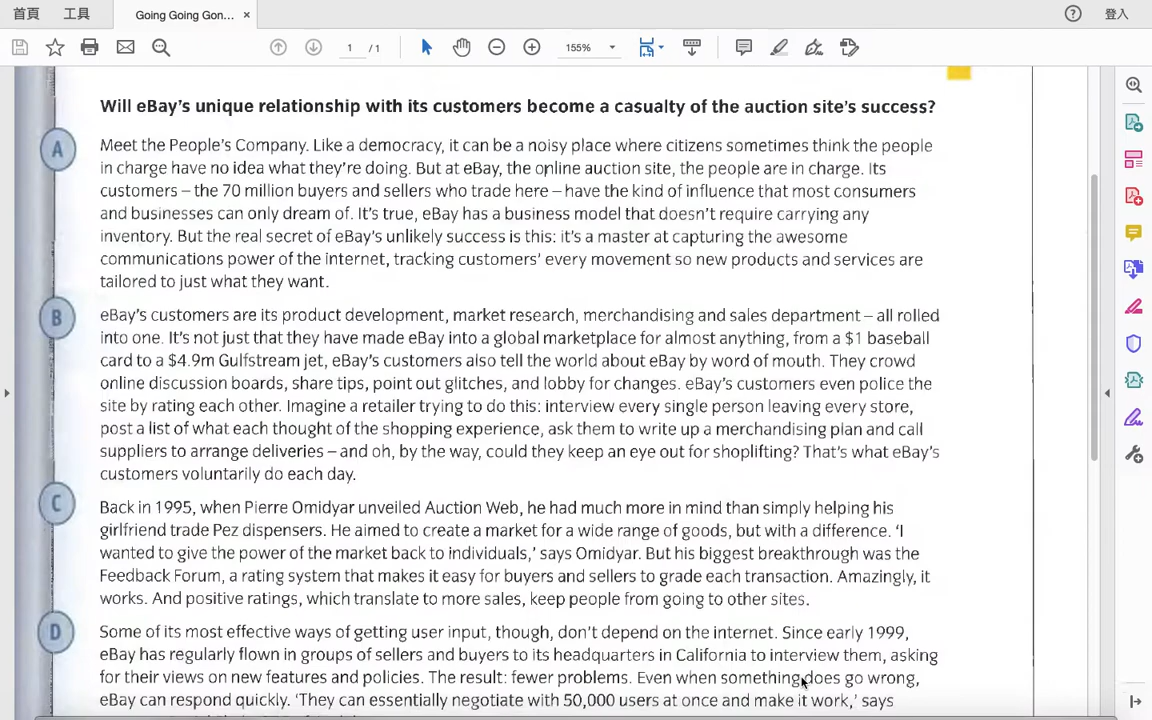 首頁 工具 Going Going Gon... × ? 登入
1 / 1 155%
Will eBay's unique relationship with its customers become a casualty of the auction site's success?
A
Meet the People's Company. Like a democracy, it can be a noisy place where citizens sometimes think the people
in charge have no idea what they're doing. But at eBay, the online auction site, the people are in charge. Its
customers – the 70 million buyers and sellers who trade here – have the kind of influence that most consumers
and businesses can only dream of. It's true, eBay has a business model that doesn't require carrying any
inventory. But the real secret of eBay's unlikely success is this: it's a master at capturing the awesome
communications power of the internet, tracking customers' every movement so new products and services are
tailored to just what they want.
B
eBay's customers are its product development, market research, merchandising and sales department – all rolled
into one. It's not just that they have made eBay into a global marketplace for almost anything, from a $1 baseball
card to a $4.9m Gulfstream jet, eBay's customers also tell the world about eBay by word of mouth. They crowd
online discussion boards, share tips, point out glitches, and lobby for changes. eBay's customers even police the
site by rating each other. Imagine a retailer trying to do this: interview every single person leaving every store,
post a list of what each thought of the shopping experience, ask them to write up a merchandising plan and call
suppliers to arrange deliveries – and oh, by the way, could they keep an eye out for shoplifting? That's what eBay's
customers voluntarily do each day.
C
Back in 1995, when Pierre Omidyar unveiled Auction Web, he had much more in mind than simply helping his
girlfriend trade Pez dispensers. He aimed to create a market for a wide range of goods, but with a difference. 'I
wanted to give the power of the market back to individuals,' says Omidyar. But his biggest breakthrough was the
Feedback Forum, a rating system that makes it easy for buyers and sellers to grade each transaction. Amazingly, it
works. And positive ratings, which translate to more sales, keep people from going to other sites.
D
Some of its most effective ways of getting user input, though, don't depend on the internet. Since early 1999,
eBay has regularly flown in groups of sellers and buyers to its headquarters in California to interview them, asking
for their views on new features and policies. The result: fewer problems. Even when something does go wrong,
eBay can respond quickly. 'They can essentially negotiate with 50,000 users at once and make it work,' says